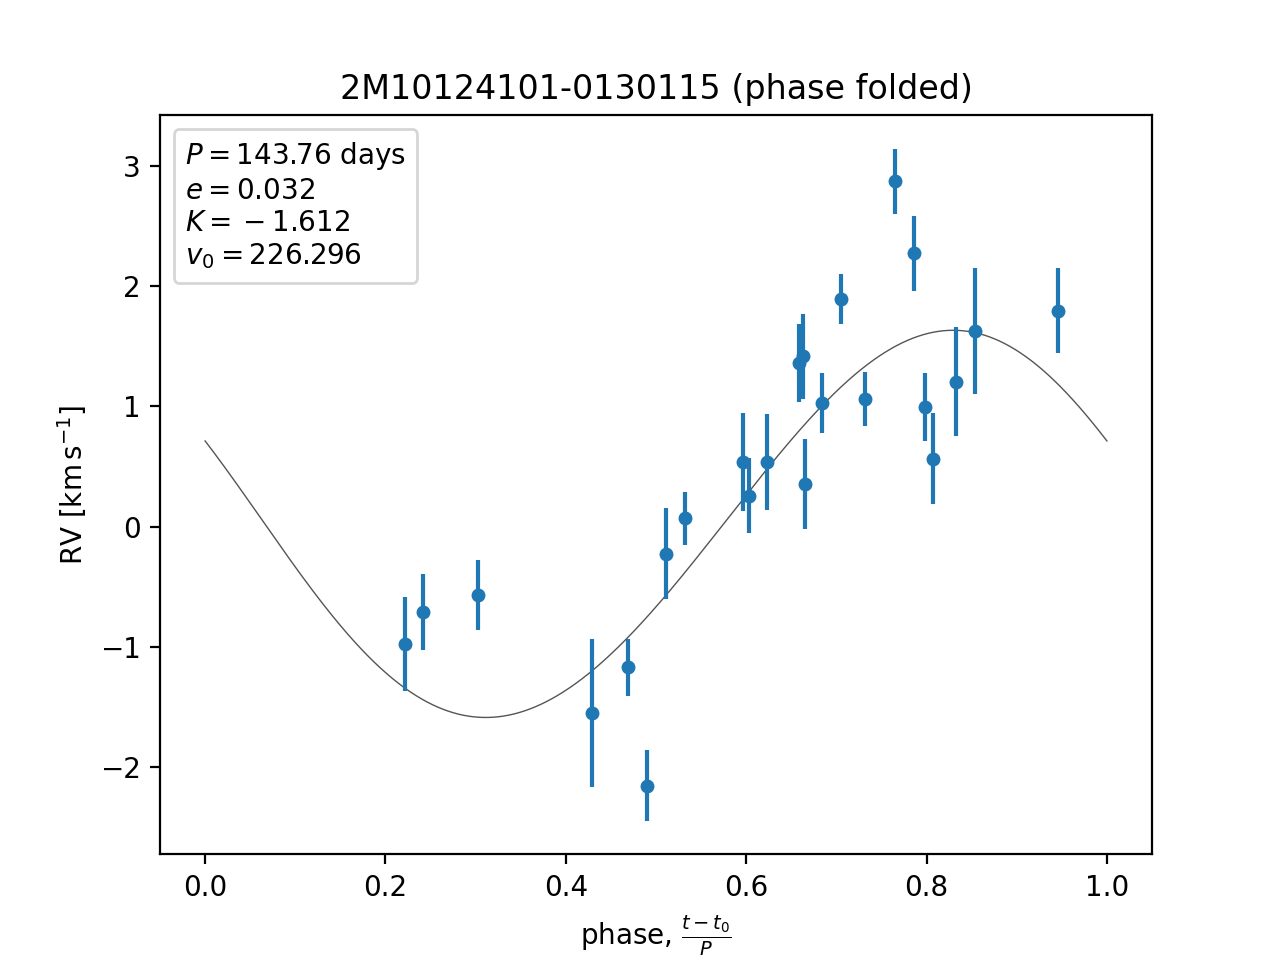 2M10124101-0130115 (phase folded)
P = 143.76 days
e = 0.032
K = −1.612
v₀ = 226.296
3
2
1
0
−1
−2
RV [km s⁻¹]
0.0 0.2 0.4 0.6 0.8 1.0
phase, (t − t₀)/P